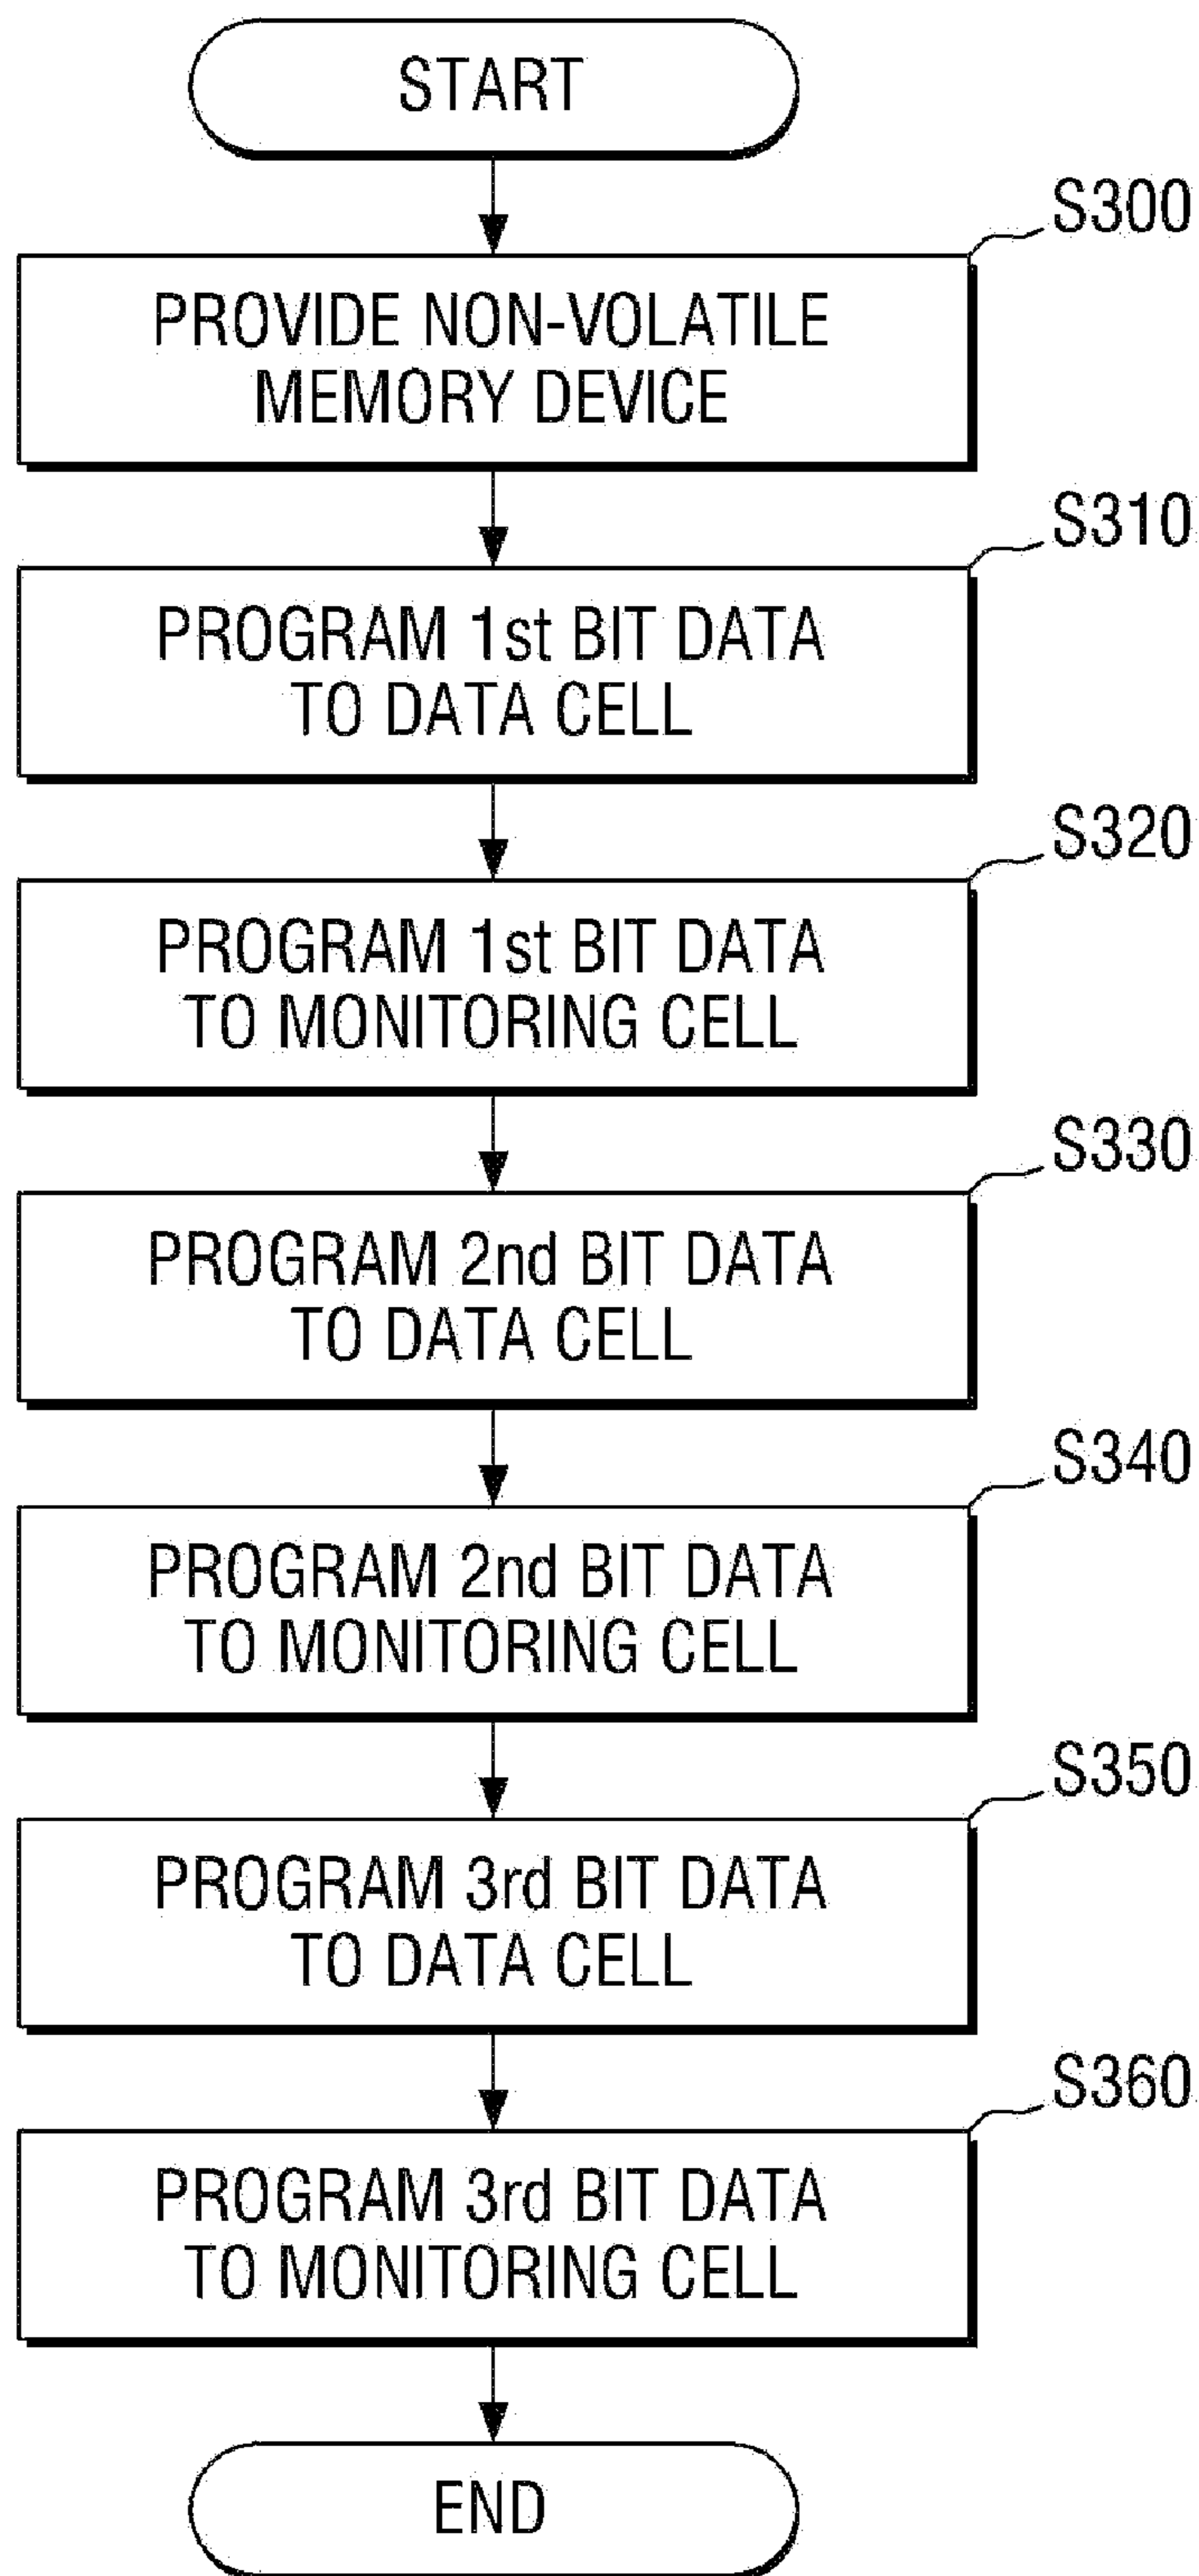 START
S300
PROVIDE NON-VOLATILE
MEMORY DEVICE
S310
PROGRAM 1st BIT DATA
TO DATA CELL
S320
PROGRAM 1st BIT DATA
TO MONITORING CELL
S330
PROGRAM 2nd BIT DATA
TO DATA CELL
S340
PROGRAM 2nd BIT DATA
TO MONITORING CELL
S350
PROGRAM 3rd BIT DATA
TO DATA CELL
S360
PROGRAM 3rd BIT DATA
TO MONITORING CELL
END